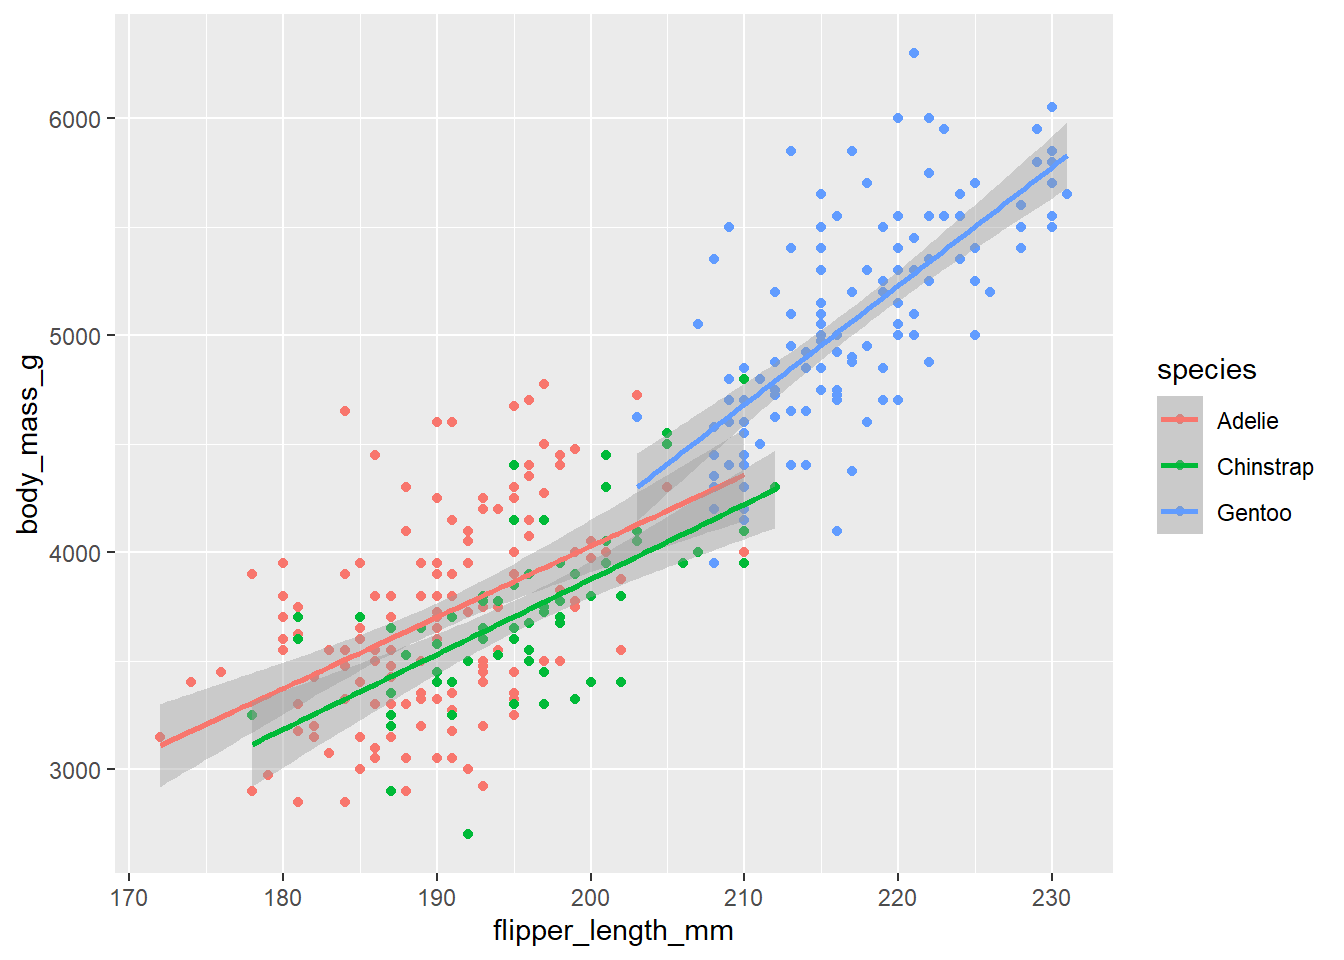 body_mass_g
6000
5000
4000
3000
170 180 190 200 210 220 230
flipper_length_mm
species
Adelie
Chinstrap
Gentoo